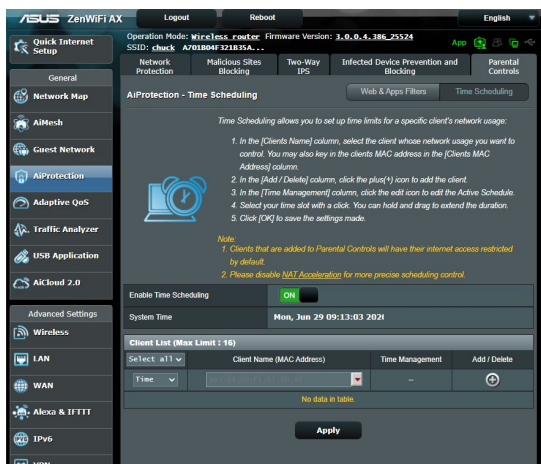 ASUS ZenWiFi AX Logout Reboot English
Quick Internet Setup
Operation Mode: Wireless router Firmware Version: 3.0.0.4.386_25524
SSID: chuck A701B04F321B35A... App
Network Protection
Malicious Sites Blocking
Two-Way IPS
Infected Device Prevention and Blocking
Parental Controls
General
Network Map
AiMesh
Guest Network
AiProtection
Adaptive QoS
Traffic Analyzer
USB Application
AiCloud 2.0
Advanced Settings
Wireless
LAN
WAN
Alexa & IFTTT
IPv6
VPN
AiProtection - Time Scheduling
Web & Apps Filters Time Scheduling
Time Scheduling allows you to set up time limits for a specific client's network usage:
1. In the [Clients Name] column, select the client whose network usage you want to
control. You may also key in the clients MAC address in the [Clients MAC
Address] column.
2. In the [Add / Delete] column, click the plus(+) icon to add the client.
3. In the [Time Management] column, click the edit icon to edit the Active Schedule.
4. Select your time slot with a click. You can hold and drag to extend the duration.
5. Click [OK] to save the settings made.
Note:
1. Clients that are added to Parental Controls will have their internet access restricted
by default.
2. Please disable NAT Acceleration for more precise scheduling control.
Enable Time Scheduling ON
System Time Mon, Jun 29 09:13:03
Client List (Max Limit : 16)
Select all Client Name (MAC Address) Time Management Add / Delete
Time –
No data in table.
Apply